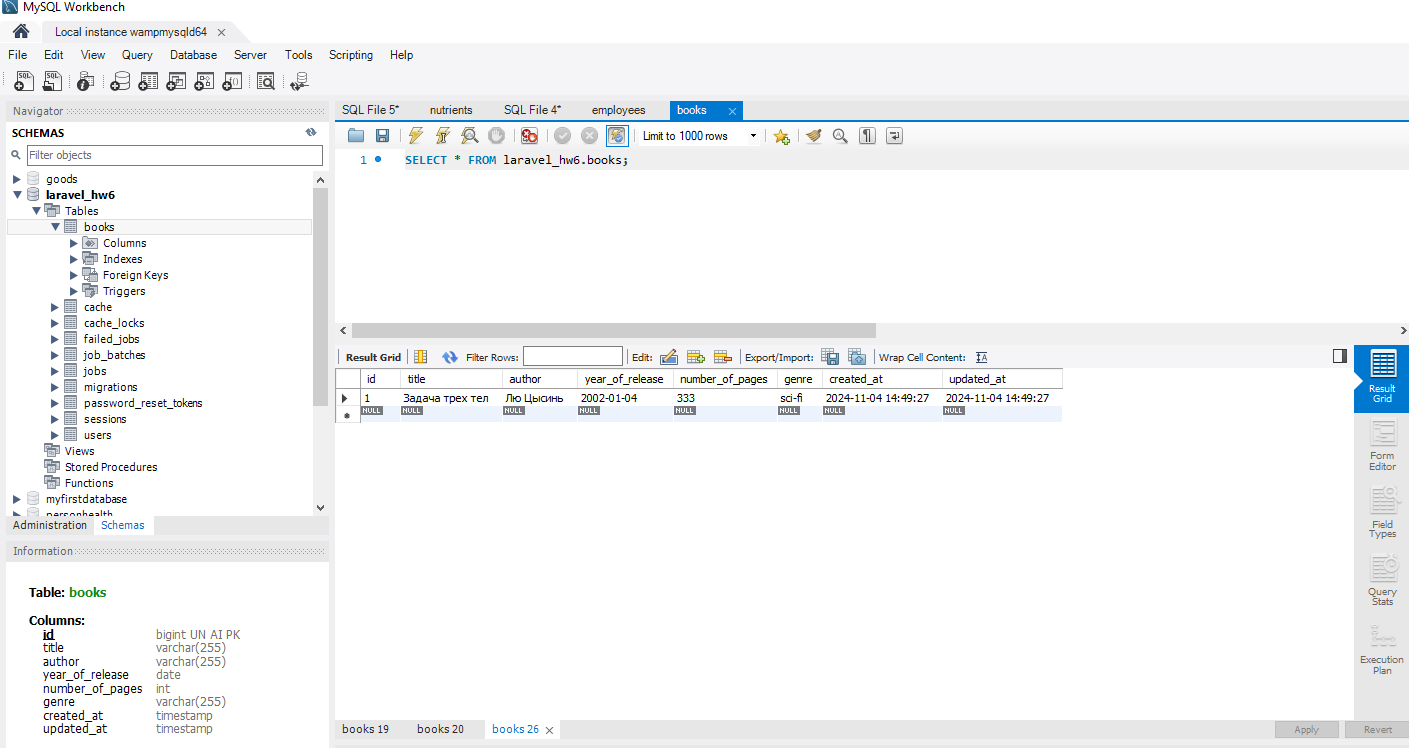 MySQL Workbench
Local instance wampmysqld64
File Edit View Query Database Server Tools Scripting Help
Navigator
SCHEMAS
Filter objects
goods
laravel_hw6
Tables
books
Columns
Indexes
Foreign Keys
Triggers
cache
cache_locks
failed_jobs
job_batches
jobs
migrations
password_reset_tokens
sessions
users
Views
Stored Procedures
Functions
myfirstdatabase
personhealth
Administration Schemas
Information
Table: books
Columns:
id bigint UN AI PK
title varchar(255)
author varchar(255)
year_of_release date
number_of_pages int
genre varchar(255)
created_at timestamp
updated_at timestamp
SQL File 5* nutrients SQL File 4* employees books
Limit to 1000 rows
1 SELECT * FROM laravel_hw6.books;
Result Grid Filter Rows: Edit: Export/Import: Wrap Cell Content:
id title author year_of_release number_of_pages genre created_at updated_at
1 Задача трех тел Лю Цысинь 2002-01-04 333 sci-fi 2024-11-04 14:49:27 2024-11-04 14:49:27
NULL NULL NULL NULL NULL NULL NULL NULL
Result
Grid
Form
Editor
Field
Types
Query
Stats
Execution
Plan
books 19 books 20 books 26
Apply Revert